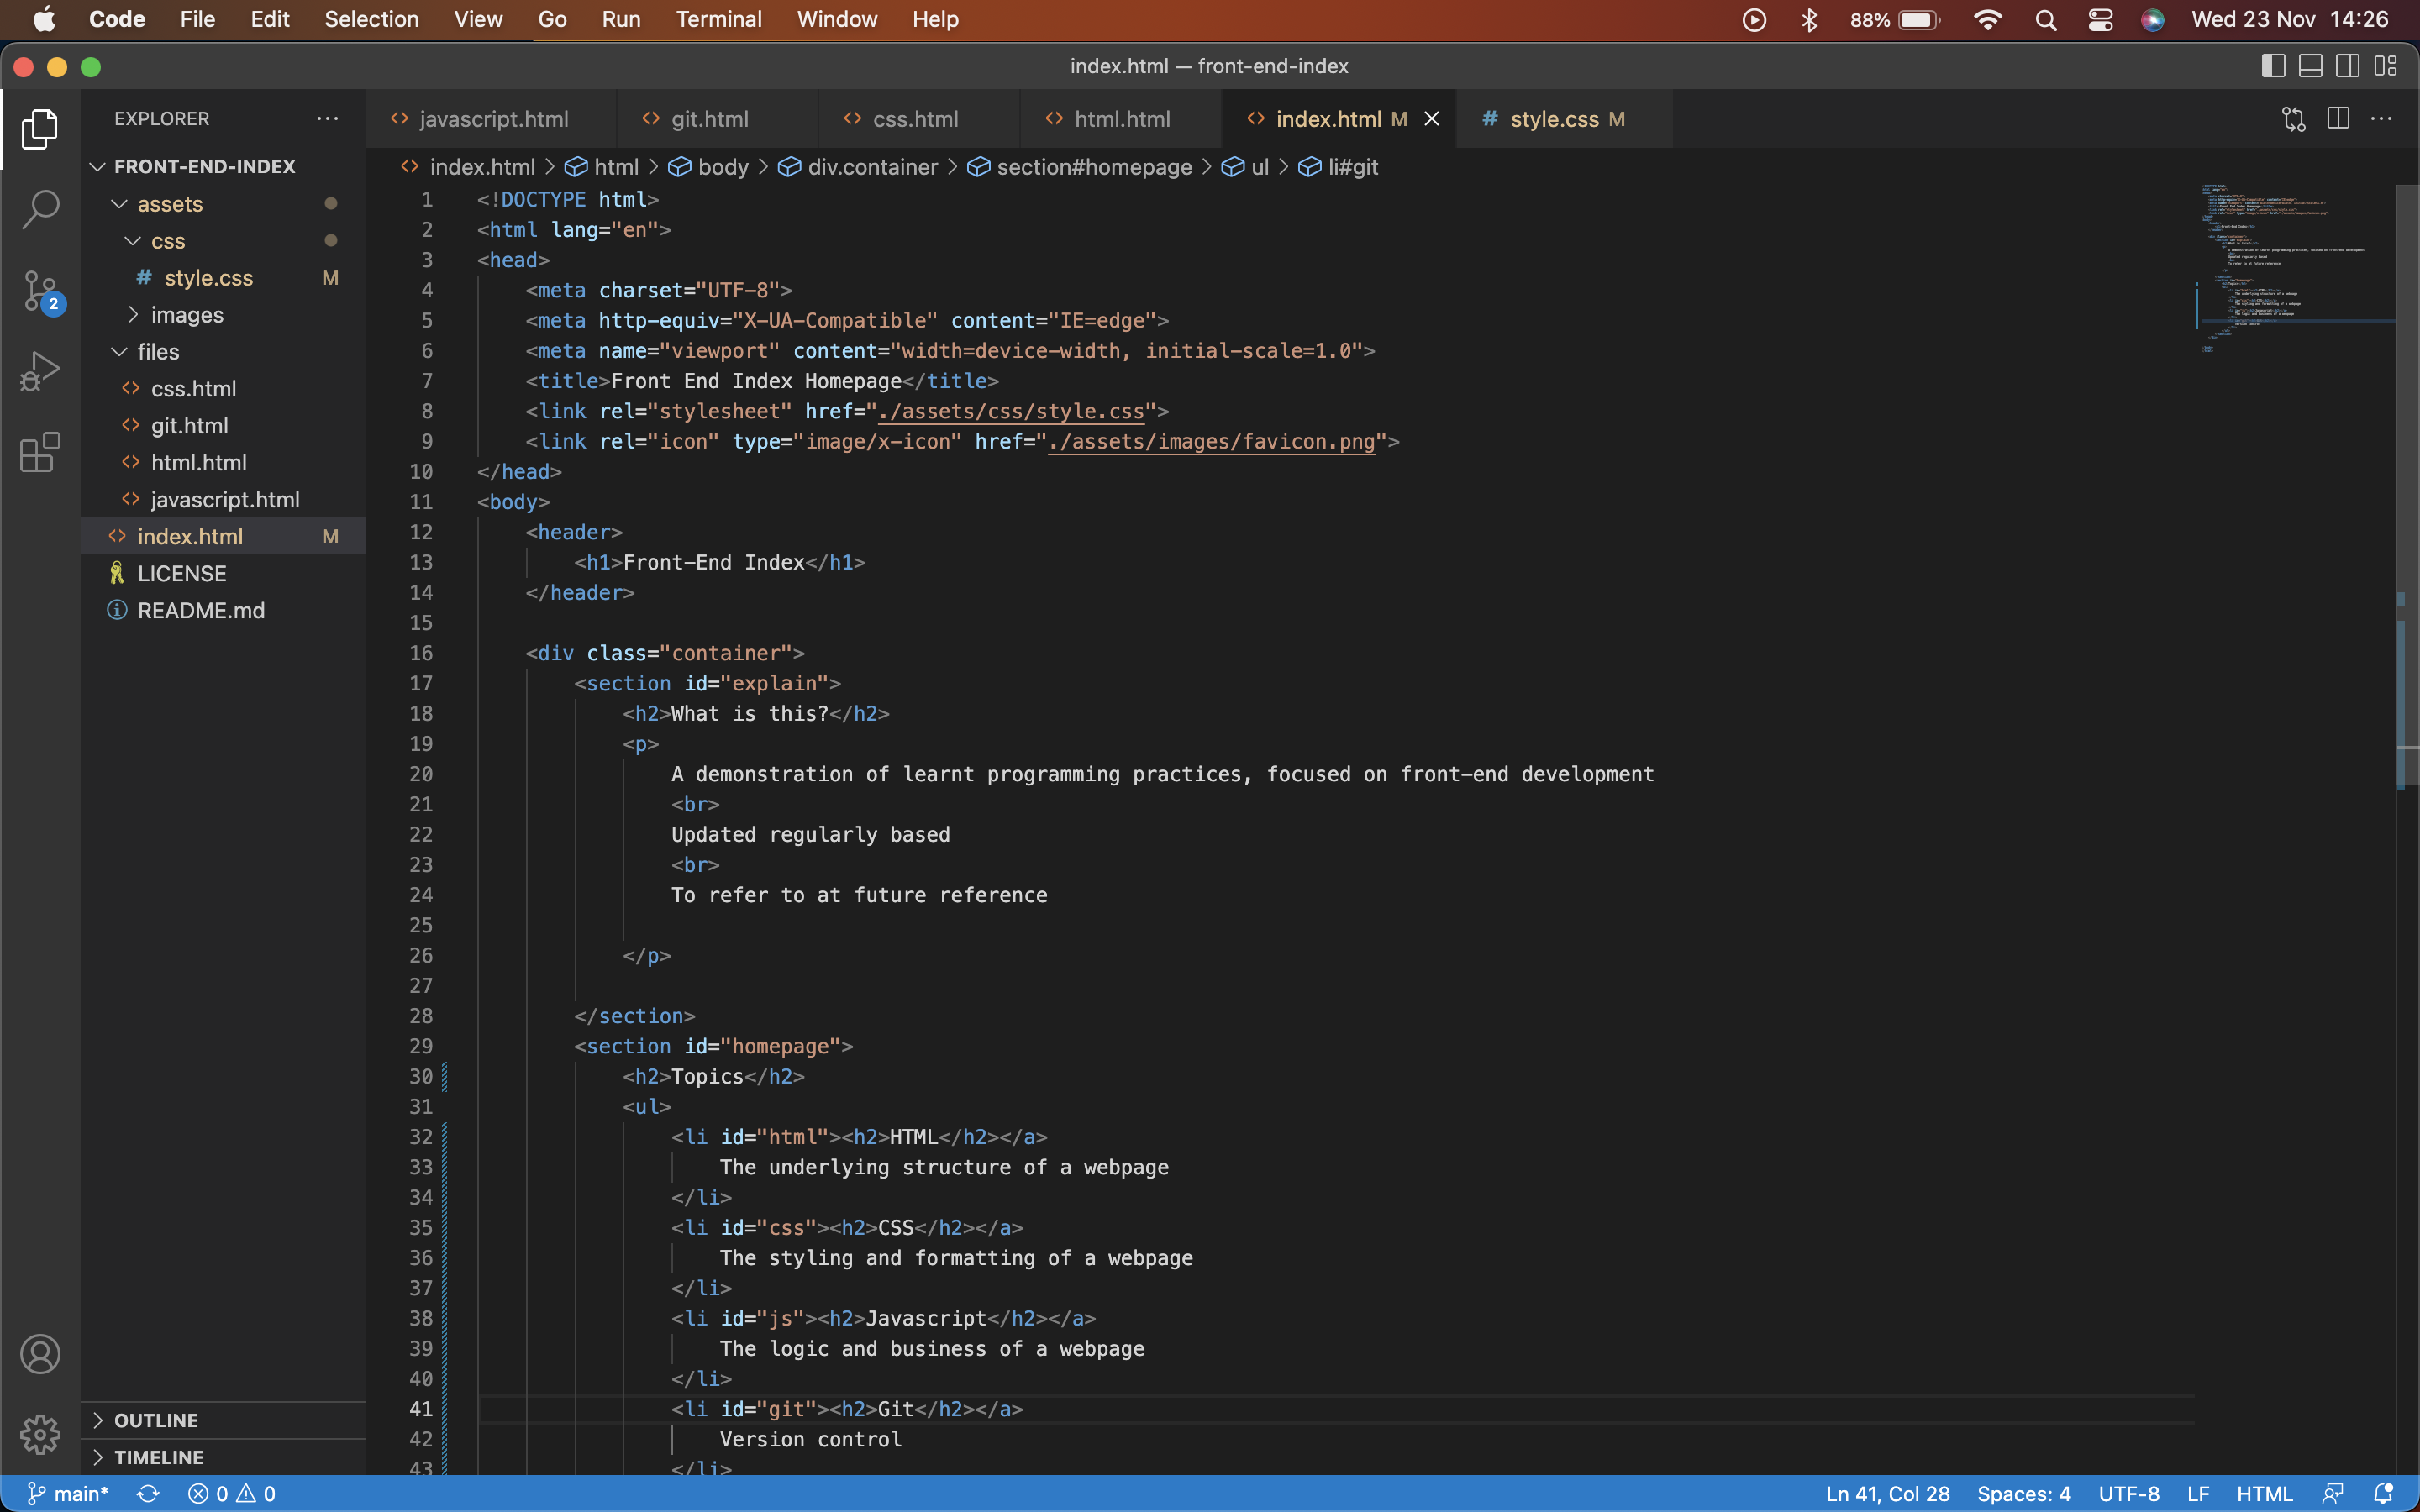 Code File Edit Selection View Go Run Terminal Window Help 88% Wed 23 Nov 14:26
index.html — front-end-index
EXPLORER
javascript.html git.html css.html html.html index.html M style.css M
FRONT-END-INDEX
assets
css
style.css M
images
files
css.html
git.html
html.html
javascript.html
index.html M
LICENSE
README.md
OUTLINE
TIMELINE
2
index.html > html > body > div.container > section#homepage > ul > li#git
1 <!DOCTYPE html>
2 <html lang="en">
3 <head>
4 <meta charset="UTF-8">
5 <meta http-equiv="X-UA-Compatible" content="IE=edge">
6 <meta name="viewport" content="width=device-width, initial-scale=1.0">
7 <title>Front End Index Homepage</title>
8 <link rel="stylesheet" href="./assets/css/style.css">
9 <link rel="icon" type="image/x-icon" href="./assets/images/favicon.png">
10 </head>
11 <body>
12 <header>
13 <h1>Front-End Index</h1>
14 </header>
15
16 <div class="container">
17 <section id="explain">
18 <h2>What is this?</h2>
19 <p>
20 A demonstration of learnt programming practices, focused on front-end development
21 <br>
22 Updated regularly based
23 <br>
24 To refer to at future reference
25
26 </p>
27
28 </section>
29 <section id="homepage">
30 <h2>Topics</h2>
31 <ul>
32 <li id="html"><h2>HTML</h2></a>
33 The underlying structure of a webpage
34 </li>
35 <li id="css"><h2>CSS</h2></a>
36 The styling and formatting of a webpage
37 </li>
38 <li id="js"><h2>Javascript</h2></a>
39 The logic and business of a webpage
40 </li>
41 <li id="git"><h2>Git</h2></a>
42 Version control
43 </li>
main* 0 0 Ln 41, Col 28 Spaces: 4 UTF-8 LF HTML